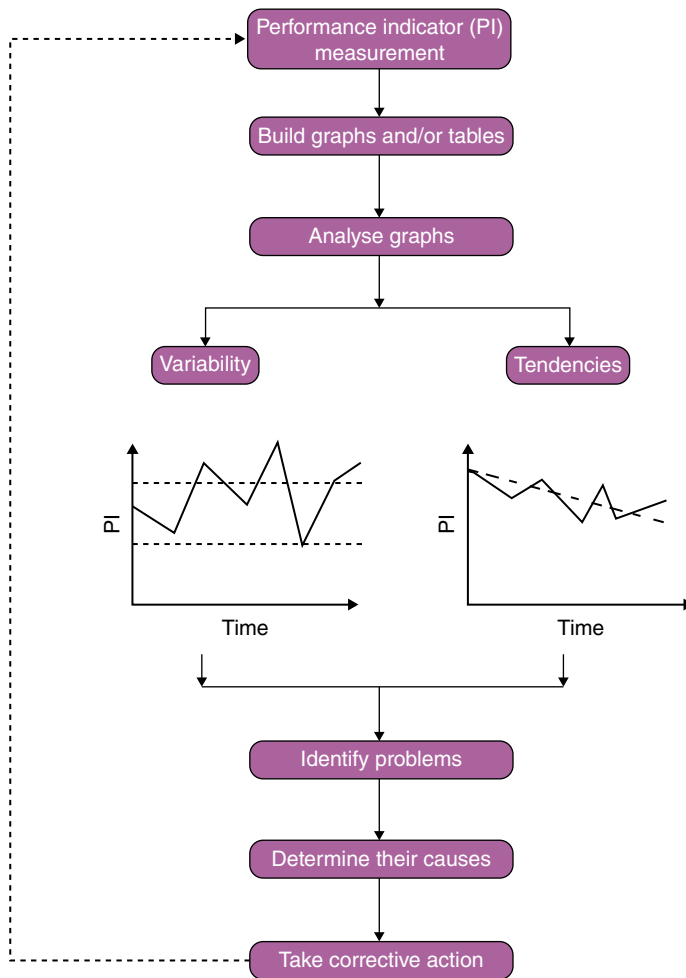 Performance indicator (PI)
measurement
Build graphs and/or tables
Analyse graphs
Variability
Tendencies
PI
Time
PI
Time
Identify problems
Determine their causes
Take corrective action